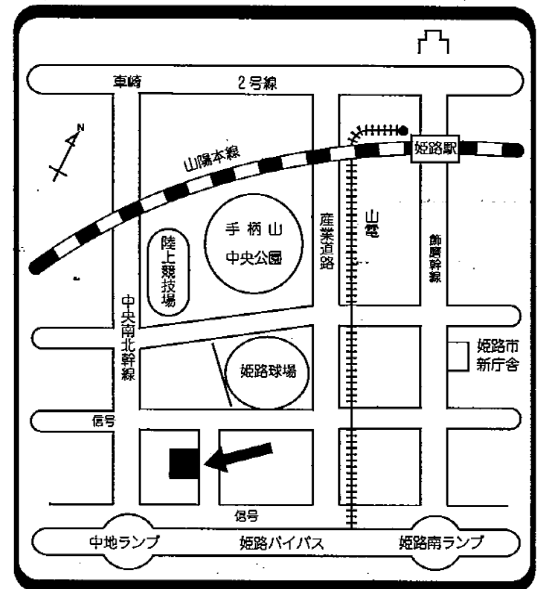 車崎
2号線
N
山陽本線
姫路駅
手柄山
中央公園
陸上競技場
産業道路
山電
飾磨幹線
中央南北幹線
姫路球場
姫路市
新庁舎
信号
信号
中地ランプ
姫路バイパス
姫路南ランプ